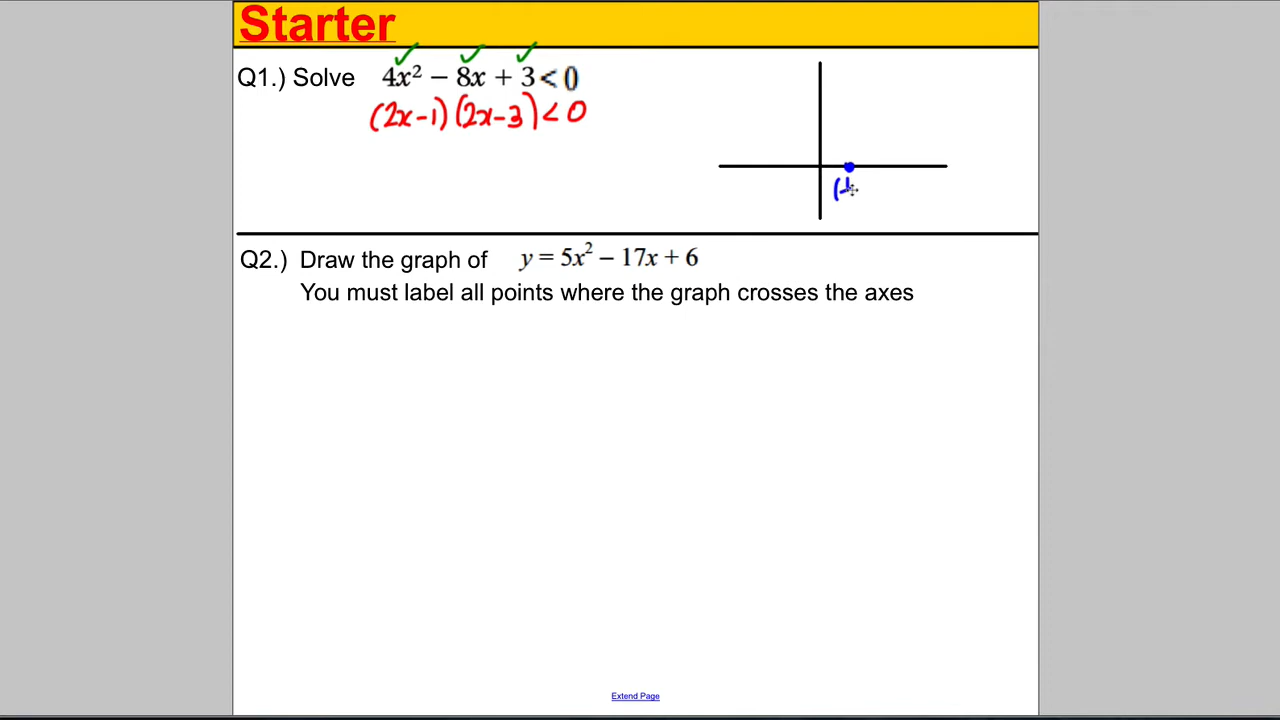 Starter
Q1.) Solve 4x² − 8x + 3 < 0
(2x-1)(2x-3) < 0
Q2.) Draw the graph of y = 5x² − 17x + 6
You must label all points where the graph crosses the axes
Extend Page